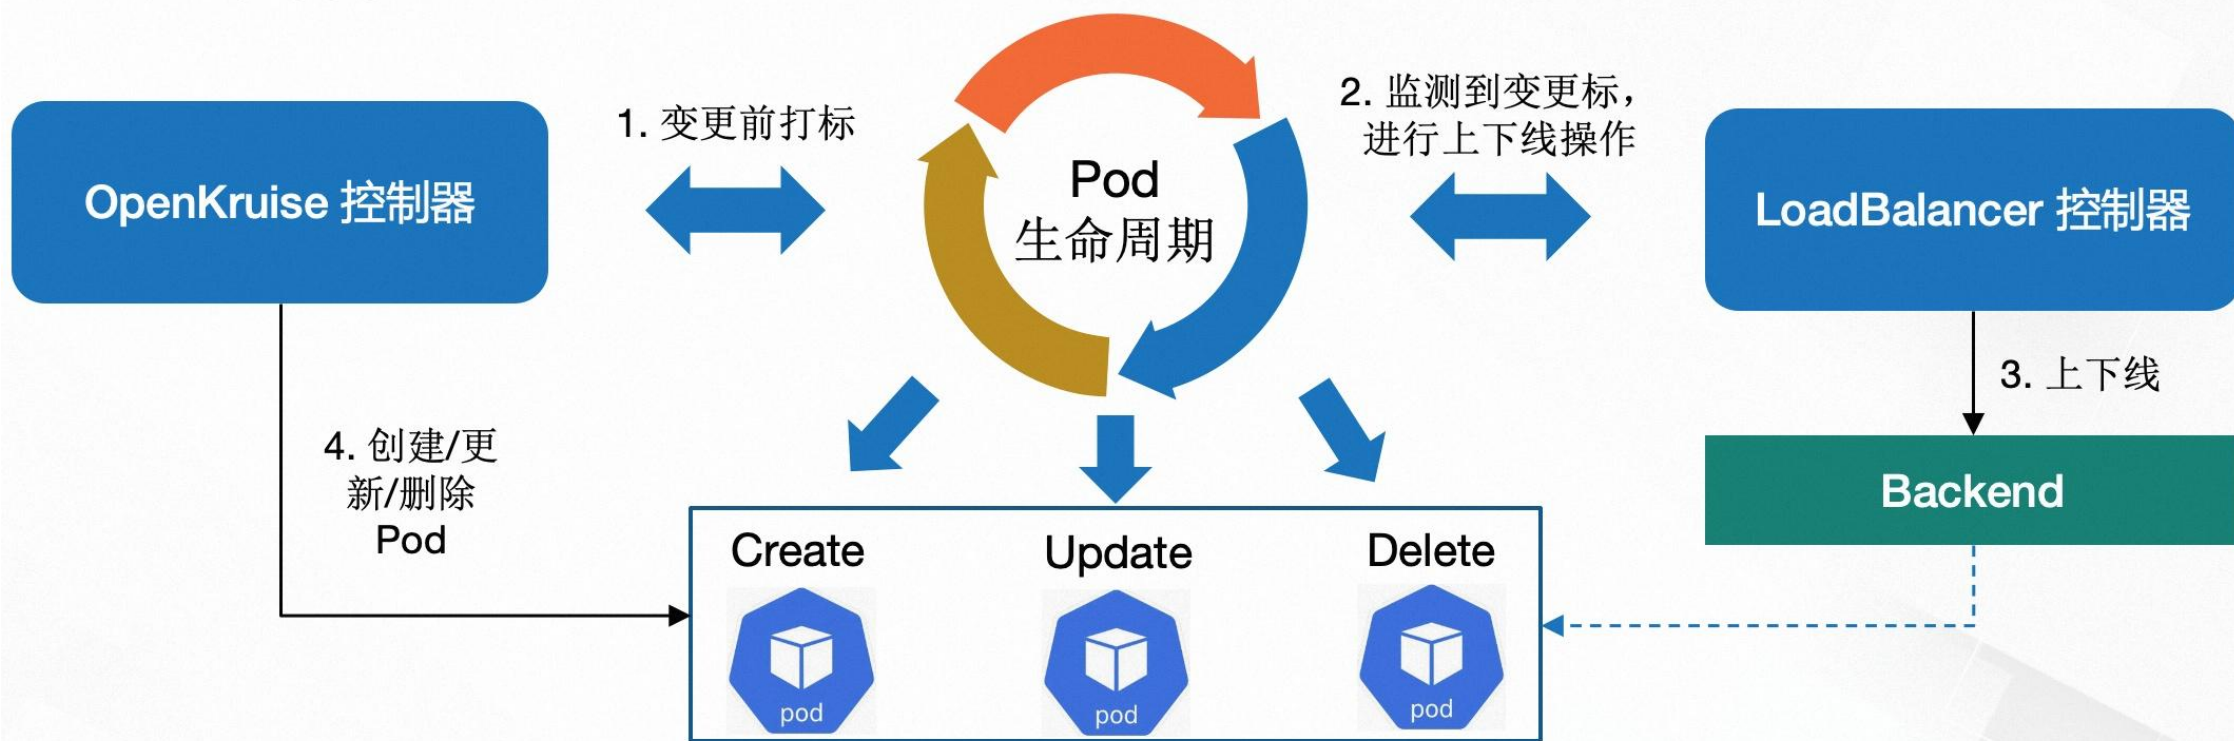 OpenKruise 控制器
1. 变更前打标
Pod
生命周期
2. 监测到变更标，
进行上下线操作
LoadBalancer 控制器
3. 上下线
Backend
4. 创建/更
新/删除
Pod
Create
Update
Delete
pod
pod
pod